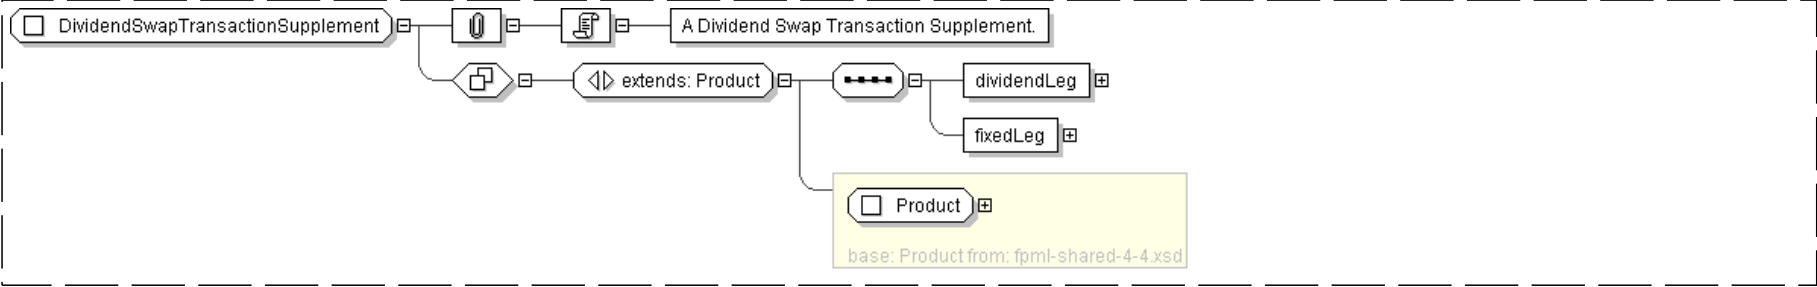 DividendSwapTransactionSupplement
A Dividend Swap Transaction Supplement.
extends: Product
dividendLeg
fixedLeg
Product
base: Product from: fpml-shared-4-4.xsd